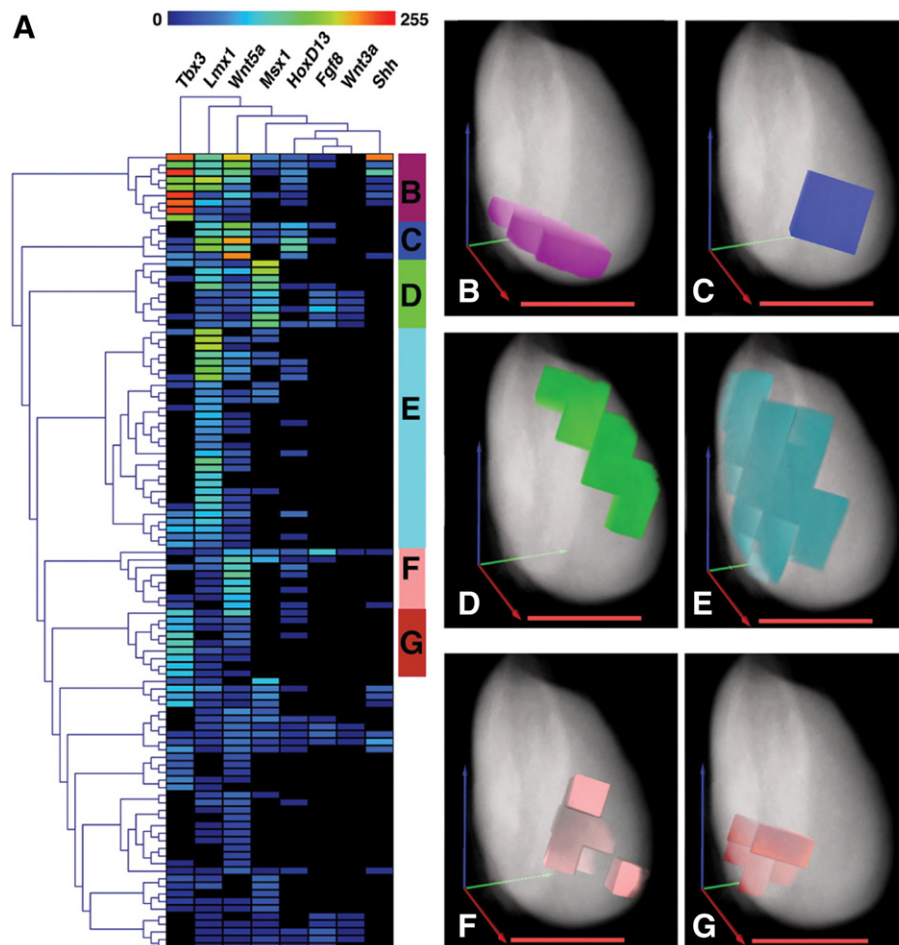 A
0 255
Tbx3 Lmx1 Wnt5a Msx1 HoxD13 Fgf8 Wnt3a Shh
B
C
D
E
F
G
B
C
D
E
F
G